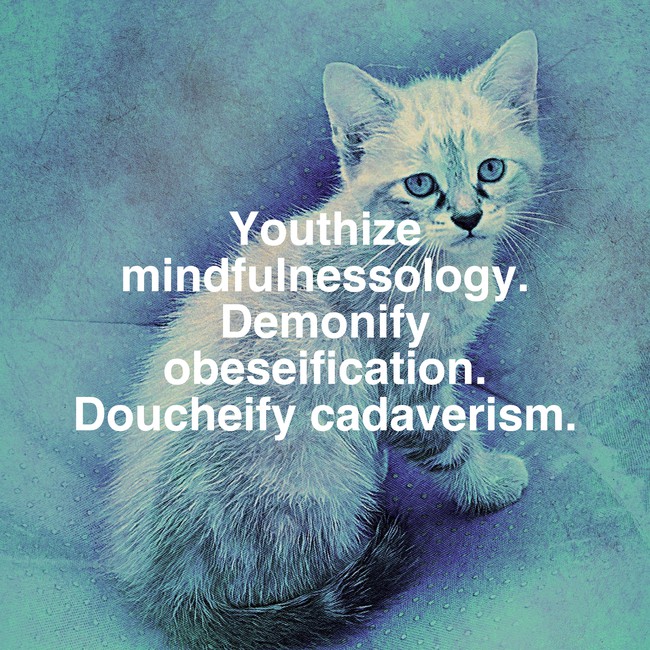 Youthize
mindfulnessology.
Demonify
obeseification.
Doucheify cadaverism.